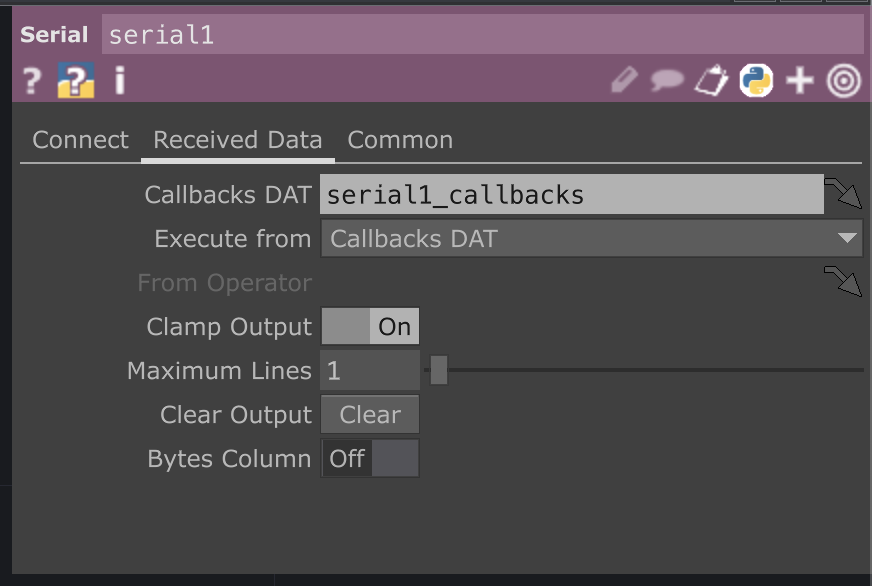 Serial serial1
? ? i
Connect Received Data Common
Callbacks DAT serial1_callbacks
Execute from Callbacks DAT
From Operator
Clamp Output On
Maximum Lines 1
Clear Output Clear
Bytes Column Off